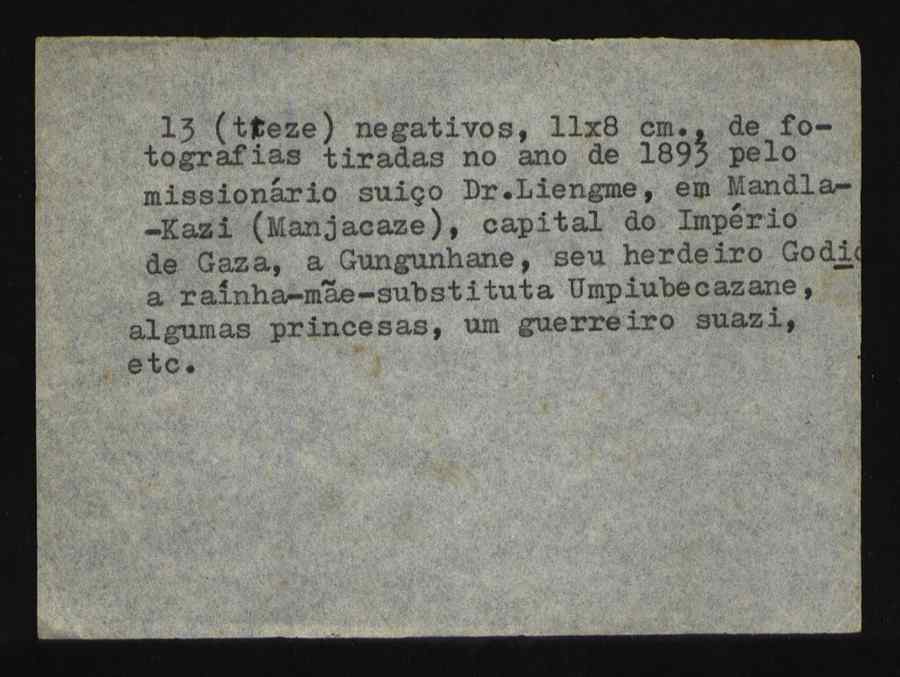 13 (treze) negativos, 11x8 cm., de fo-
tografias tiradas no ano de 1893 pelo
missionário suiço Dr.Liengme, em Mandla-
-Kazi (Manjacaze), capital do Império
de Gaza, a Gungunhane, seu herdeiro Godid
a raínha-mãe-substituta Umpiubecazane,
algumas princesas, um guerreiro suazi,
etc.